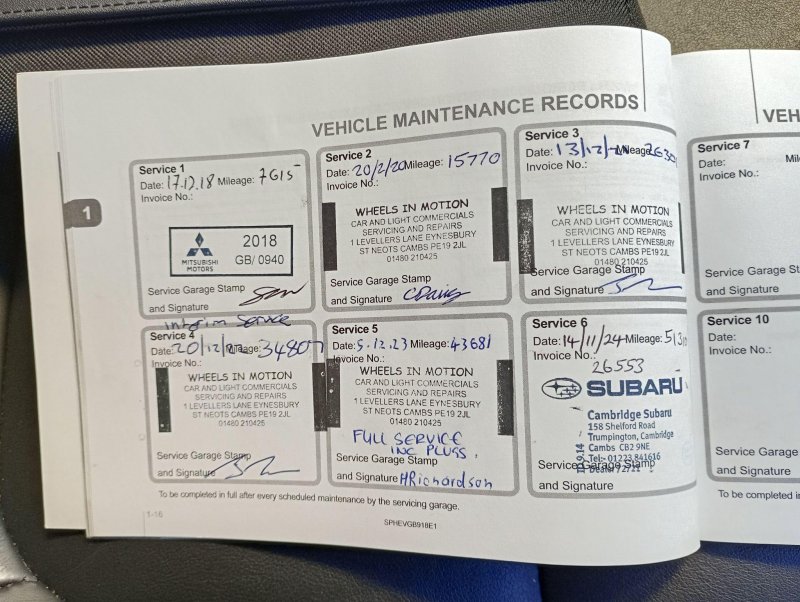 VEHICLE MAINTENANCE RECORDS
Service 1
Date: 17.12.18 Mileage: 7615
Invoice No.:
MITSUBISHI
MOTORS
2018
GB/ 0940
Service Garage Stamp
and Signature
Service 2
Date: 20/2/20 Mileage: 15770
Invoice No.:
WHEELS IN MOTION
CAR AND LIGHT COMMERCIALS
SERVICING AND REPAIRS
1 LEVELLERS LANE EYNESBURY
ST NEOTS CAMBS PE19 2JL
01480 210425
Service Garage Stamp
and Signature
Service 3
Date: 13/12/ Mileage
Invoice No.:
WHEELS IN MOTION
CAR AND LIGHT COMMERCIALS
SERVICING AND REPAIRS
1 LEVELLERS LANE EYNESBURY
ST NEOTS CAMBS PE19 2JL
01480 210425
Service Garage Stamp
and Signature
1
interim service
Service 4
Date: 20/12/ 34807
Invoice No.:
WHEELS IN MOTION
CAR AND LIGHT COMMERCIALS
SERVICING AND REPAIRS
1 LEVELLERS LANE EYNESBURY
ST NEOTS CAMBS PE19 2JL
01480 210425
Service Garage Stamp
and Signature
Service 5
Date: 5.12.23 Mileage: 43681
Invoice No.:
WHEELS IN MOTION
CAR AND LIGHT COMMERCIALS
SERVICING AND REPAIRS
1 LEVELLERS LANE EYNESBURY
ST NEOTS CAMBS PE19 2JL
01480 210425
FULL SERVICE
INC PLUGS.
Service Garage Stamp
and Signature HRichardson
Service 6
Date: 14/11/24 Mileage:
Invoice No.:
26553
SUBARU
Cambridge Subaru
158 Shelford Road
Trumpington, Cambridge
Cambs CB2 9NE
Tel:- 01223 841616
Service Garage Stamp
and Signature
To be completed in full after every scheduled maintenance by the servicing garage.
1-16
SPHEVGB918E1
VEH
Service 7
Date: Mil
Invoice No.:
Service Garage Stamp
and Signature
Service 10
Date:
Invoice No.:
Service Garage
and Signature
To be completed i